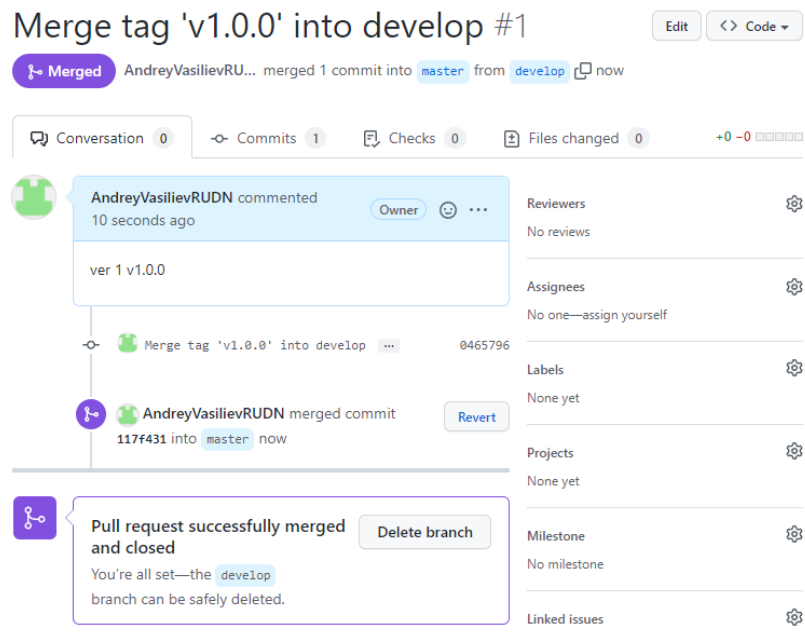 Merge tag 'v1.0.0' into develop #1
Edit
<> Code
Merged
AndreyVasilievRU... merged 1 commit into master from develop now
Conversation 0
Commits 1
Checks 0
Files changed 0
+0 −0
AndreyVasilievRUDN commented
10 seconds ago
Owner
...
ver 1 v1.0.0
Merge tag 'v1.0.0' into develop ... 0465796
AndreyVasilievRUDN merged commit
117f431 into master now
Revert
Pull request successfully merged
and closed
You're all set—the develop
branch can be safely deleted.
Delete branch
Reviewers
No reviews
Assignees
No one—assign yourself
Labels
None yet
Projects
None yet
Milestone
No milestone
Linked issues